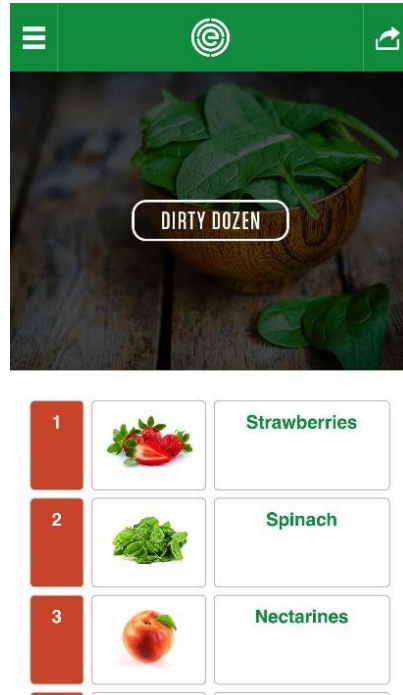 DIRTY DOZEN
1
Strawberries
2
Spinach
3
Nectarines